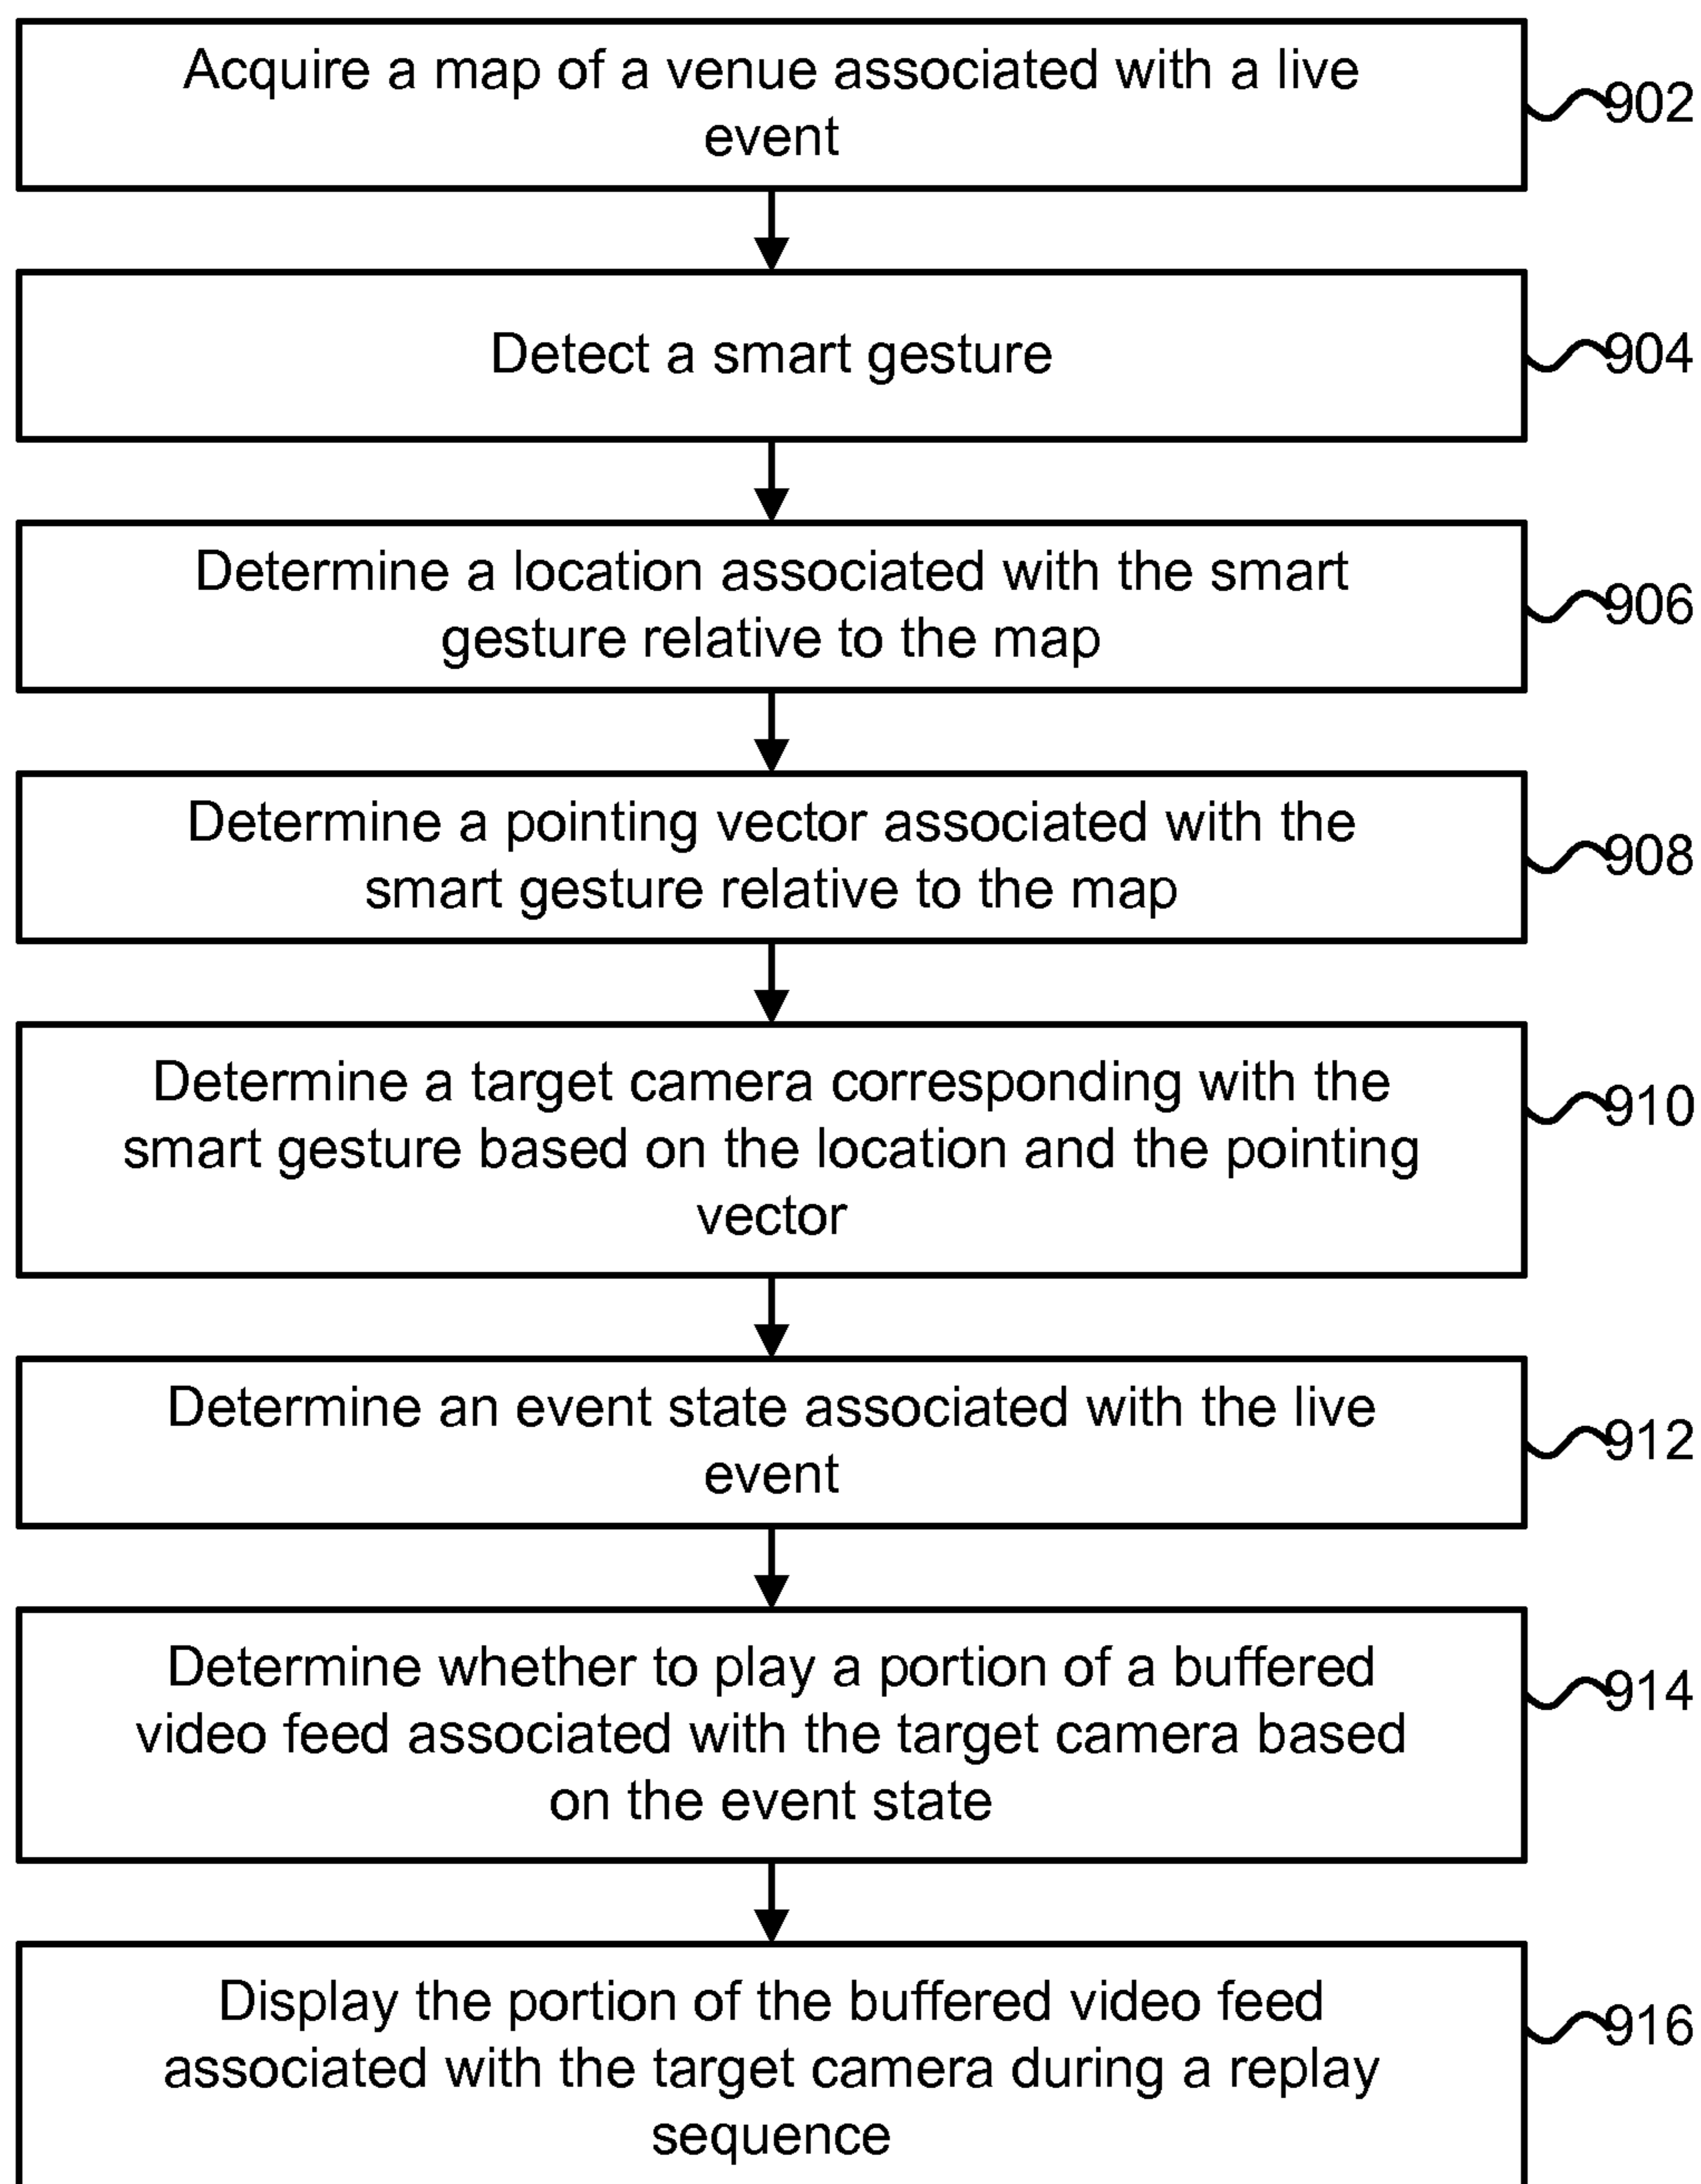 Acquire a map of a venue associated with a live
event
902
Detect a smart gesture
904
Determine a location associated with the smart
gesture relative to the map
906
Determine a pointing vector associated with the
smart gesture relative to the map
908
Determine a target camera corresponding with the
smart gesture based on the location and the pointing
vector
910
Determine an event state associated with the live
event
912
Determine whether to play a portion of a buffered
video feed associated with the target camera based
on the event state
914
Display the portion of the buffered video feed
associated with the target camera during a replay
sequence
916